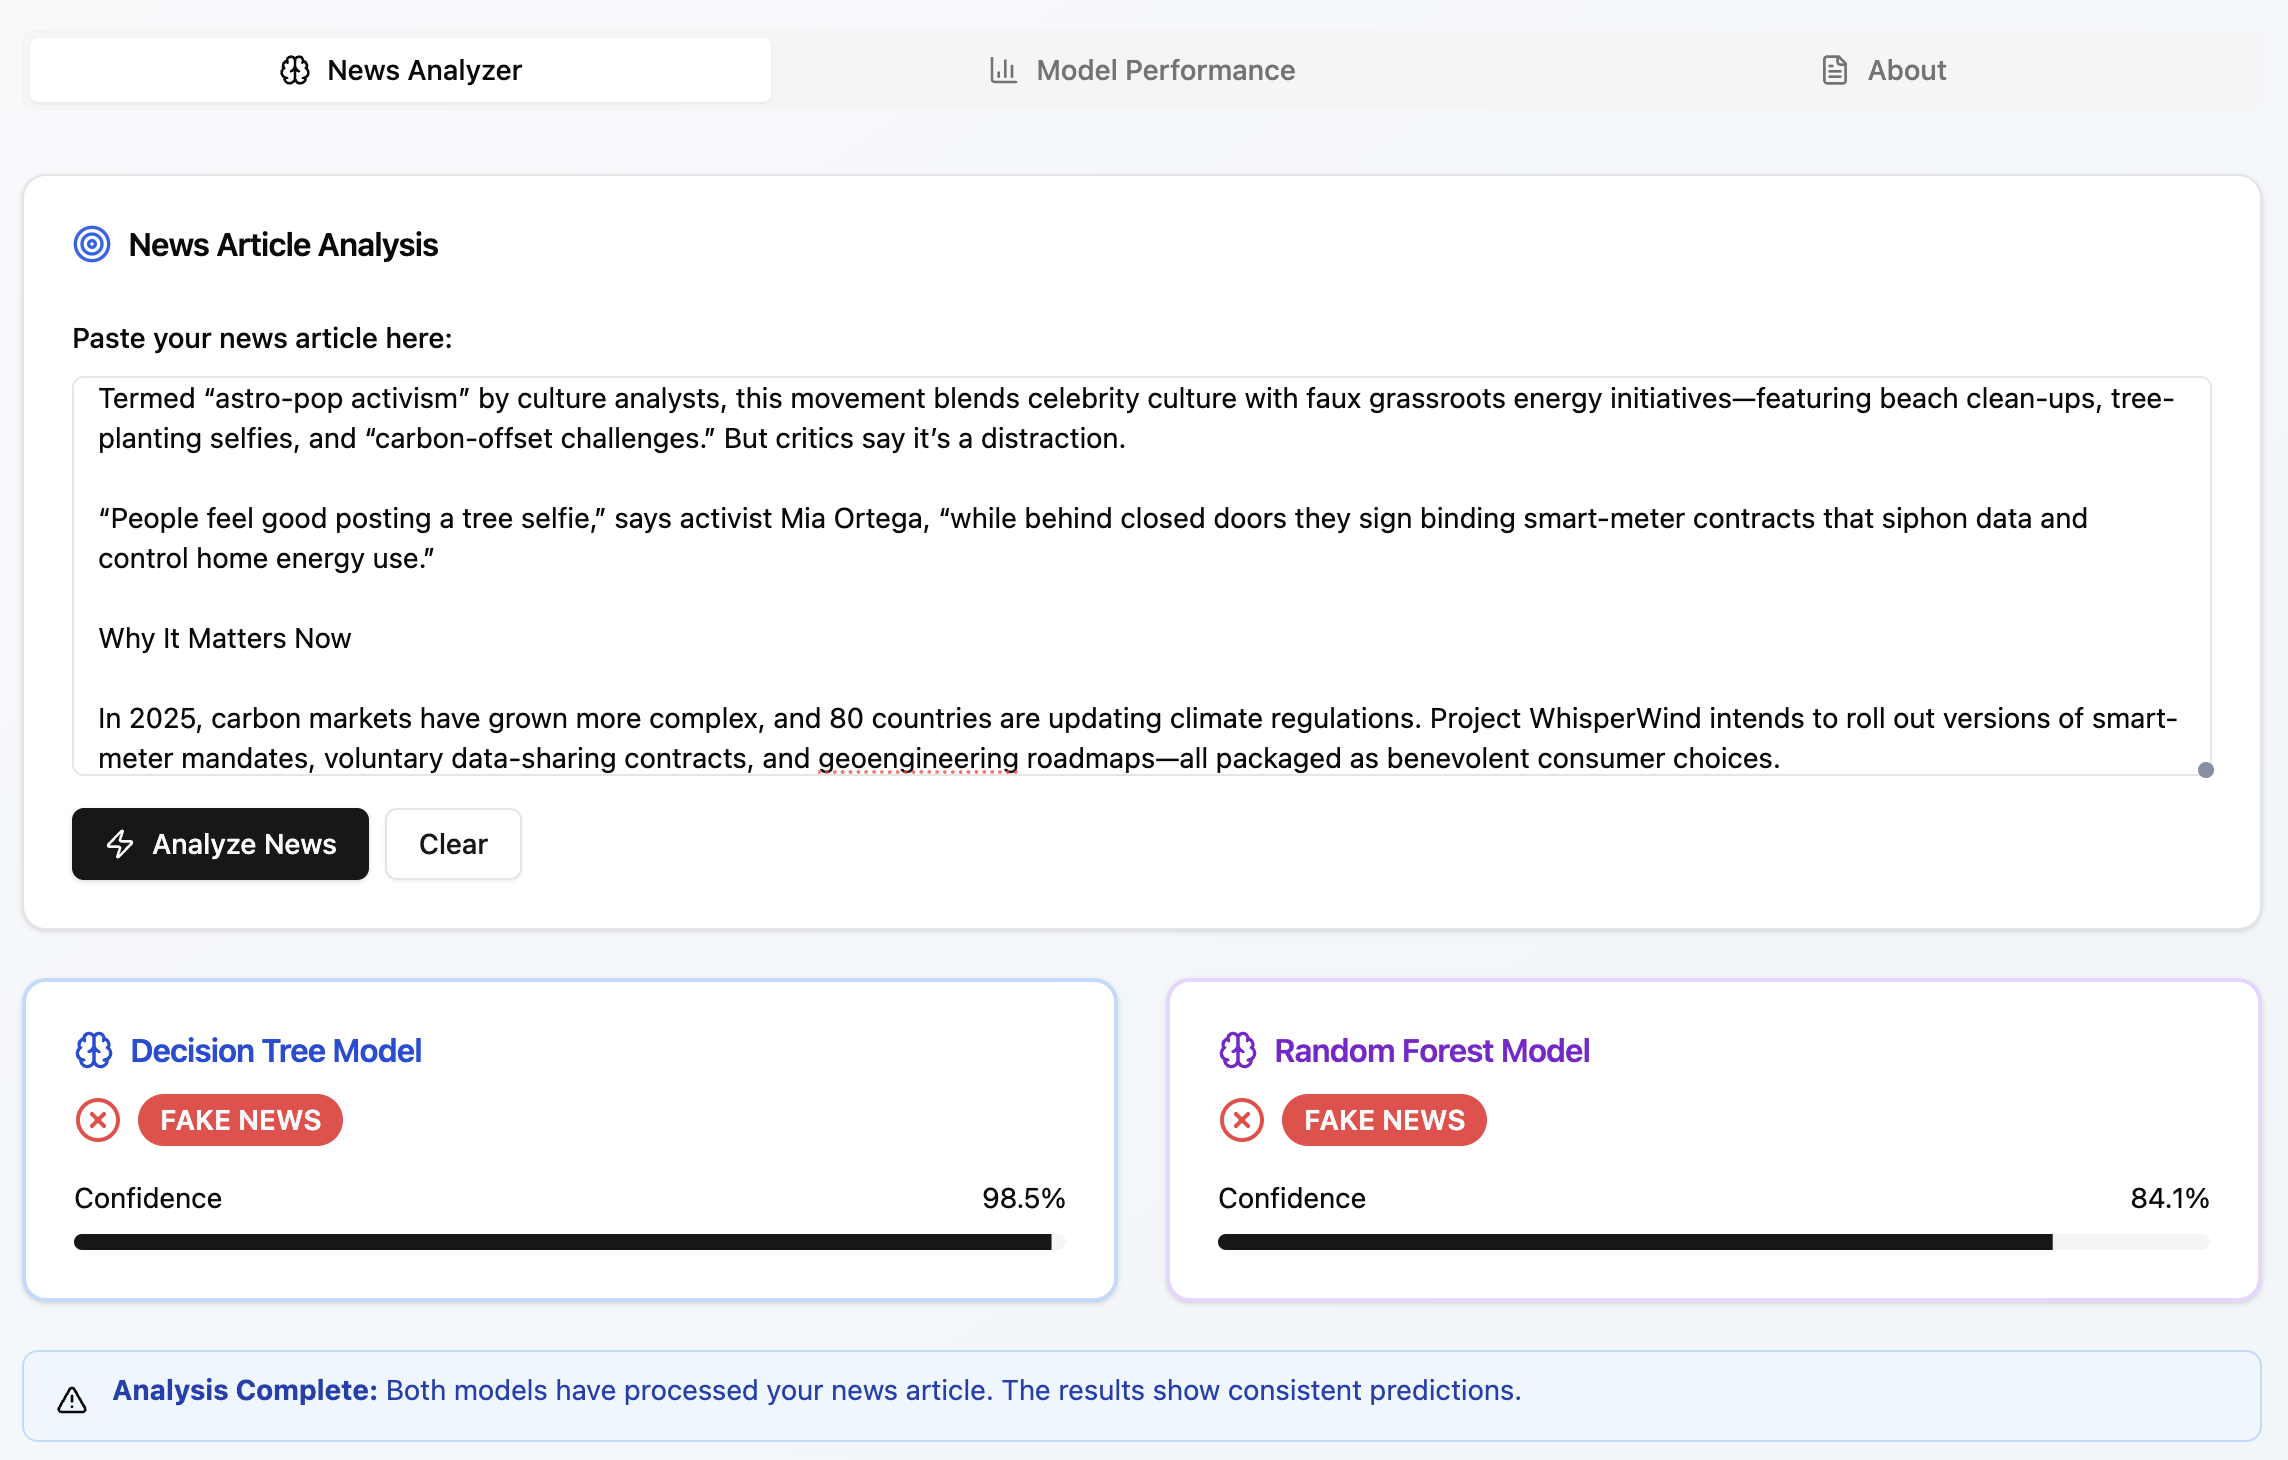 News Analyzer
Model Performance
About
News Article Analysis
Paste your news article here:
Termed “astro-pop activism” by culture analysts, this movement blends celebrity culture with faux grassroots energy initiatives—featuring beach clean-ups, tree-
planting selfies, and “carbon-offset challenges.” But critics say it’s a distraction.
“People feel good posting a tree selfie,” says activist Mia Ortega, “while behind closed doors they sign binding smart-meter contracts that siphon data and
control home energy use.”
Why It Matters Now
In 2025, carbon markets have grown more complex, and 80 countries are updating climate regulations. Project WhisperWind intends to roll out versions of smart-
meter mandates, voluntary data-sharing contracts, and geoengineering roadmaps—all packaged as benevolent consumer choices.
Analyze News
Clear
Decision Tree Model
FAKE NEWS
Confidence
98.5%
Random Forest Model
FAKE NEWS
Confidence
84.1%
Analysis Complete: Both models have processed your news article. The results show consistent predictions.